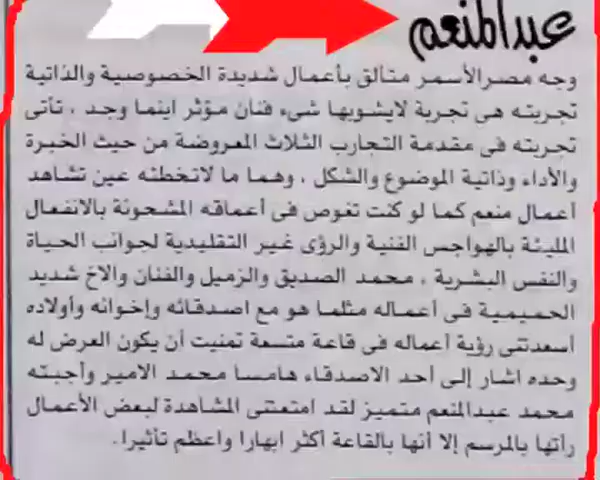 عبدالمنعم
وجه مصرالأسمر متألق بأعمال شديدة الخصوصية والذاتية
تجربته هى تجربة لايشوبها شىء فنان مؤثر اينما وجد ، تأتى
تجربته فى مقدمة التجارب الثلاث المعروضة من حيث الخبرة
والأداء وذاتية الموضوع والشكل ، وهما ما لاتخطئه عين تشاهد
أعمال منعم كما لو كنت تغوص فى أعماقه المشحونة بالانفعال
المليئة بالهواجس الفنية والرؤى غير التقليدية لجوانب الحياة
والنفس البشرية ، محمد الصديق والزميل والفنان والاخ شديد
الحميمية فى أعماله مثلما هو مع اصدقائه وإخوانه وأولاده
أسعدتنى رؤية أعماله فى قاعة متسعة تمنيت أن يكون العرض له
وحده اشار إلى أحد الاصدقاء هامسا محمد الامير وأجبته
محمد عبدالمنعم متميز لقد امتعتنى المشاهدة لبعض الأعمال
رأتها بالمرسم إلا أنها بالقاعة أكثر ابهارا واعظم تأثيرا .